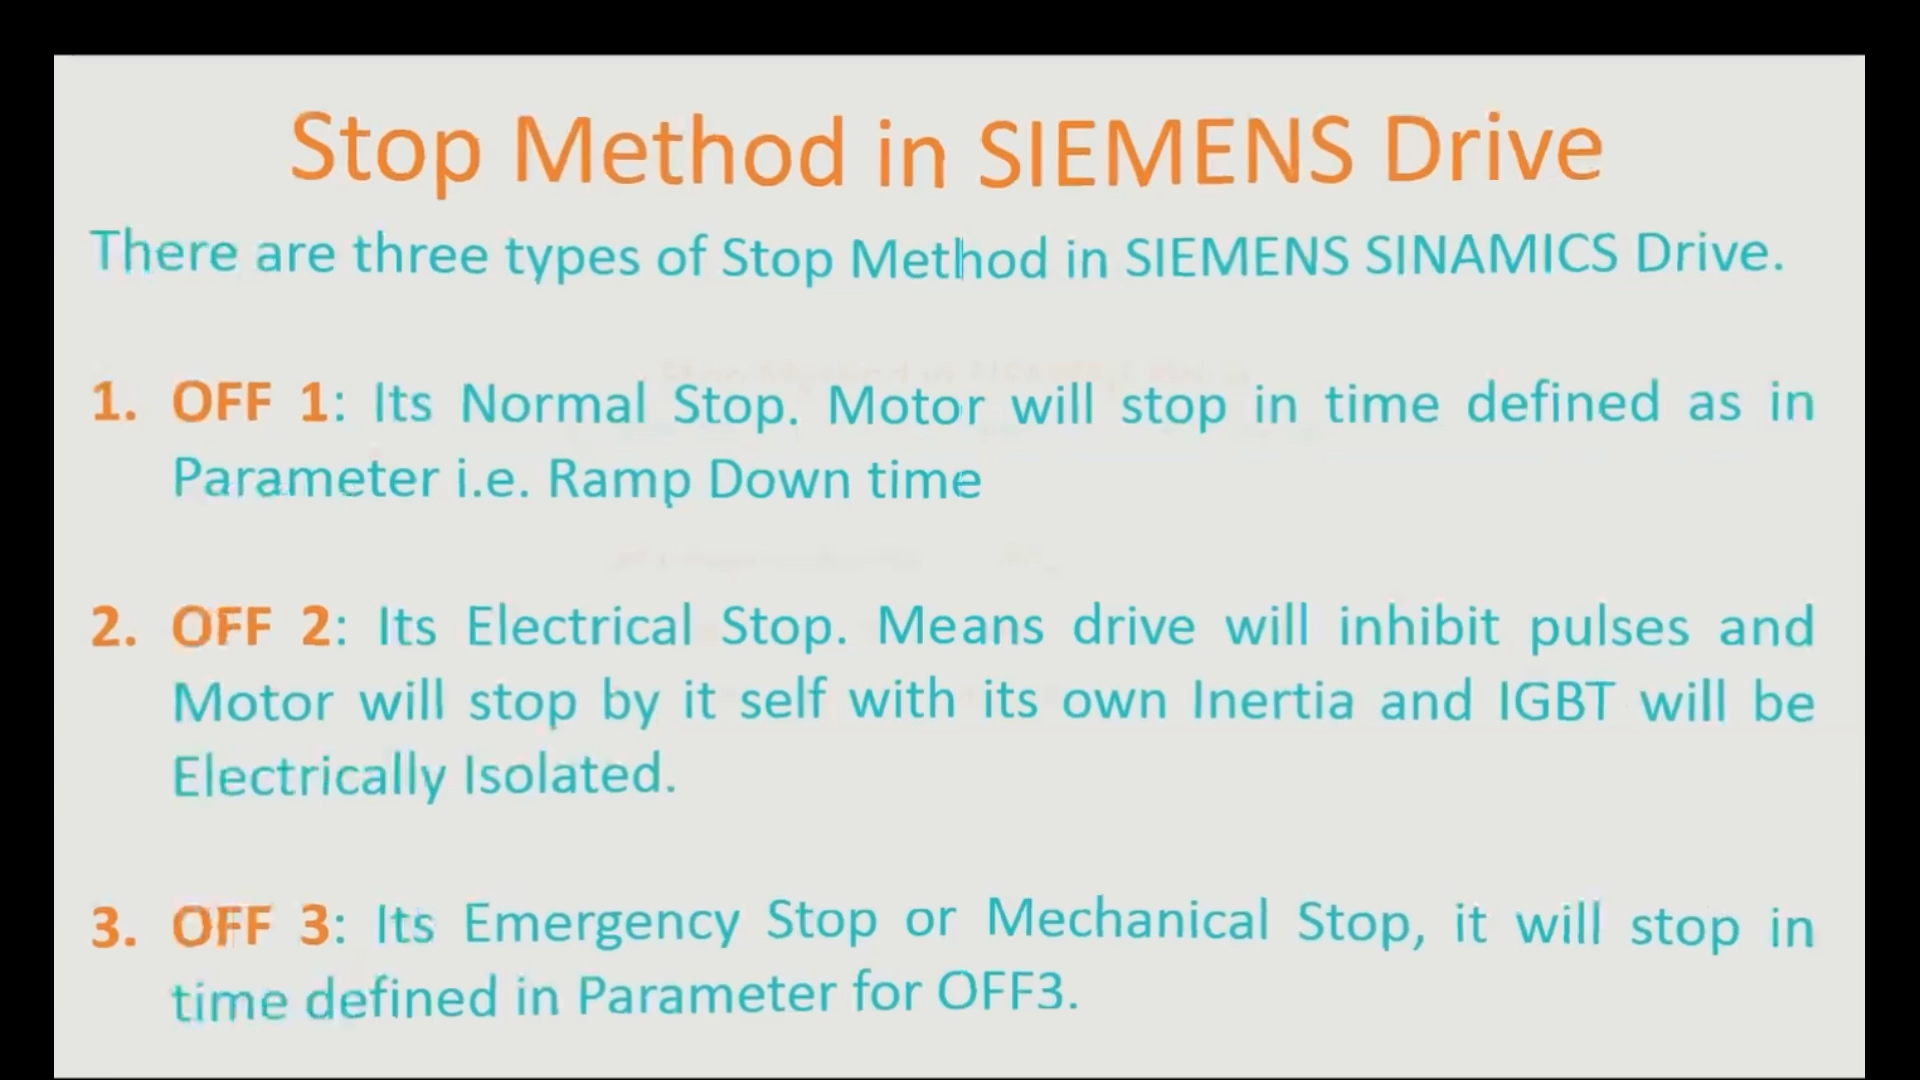 Stop Method in SIEMENS Drive
There are three types of Stop Method in SIEMENS SINAMICS Drive.
1. OFF 1: Its Normal Stop. Motor will stop in time defined as in
Parameter i.e. Ramp Down time
2. OFF 2: Its Electrical Stop. Means drive will inhibit pulses and
Motor will stop by it self with its own Inertia and IGBT will be
Electrically Isolated.
3. OFF 3: Its Emergency Stop or Mechanical Stop, it will stop in
time defined in Parameter for OFF3.